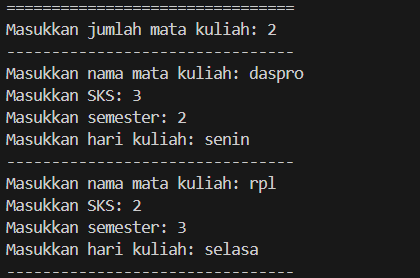 ================================
Masukkan jumlah mata kuliah: 2
--------------------------------
Masukkan nama mata kuliah: daspro
Masukkan SKS: 3
Masukkan semester: 2
Masukkan hari kuliah: senin
--------------------------------
Masukkan nama mata kuliah: rpl
Masukkan SKS: 2
Masukkan semester: 3
Masukkan hari kuliah: selasa
--------------------------------